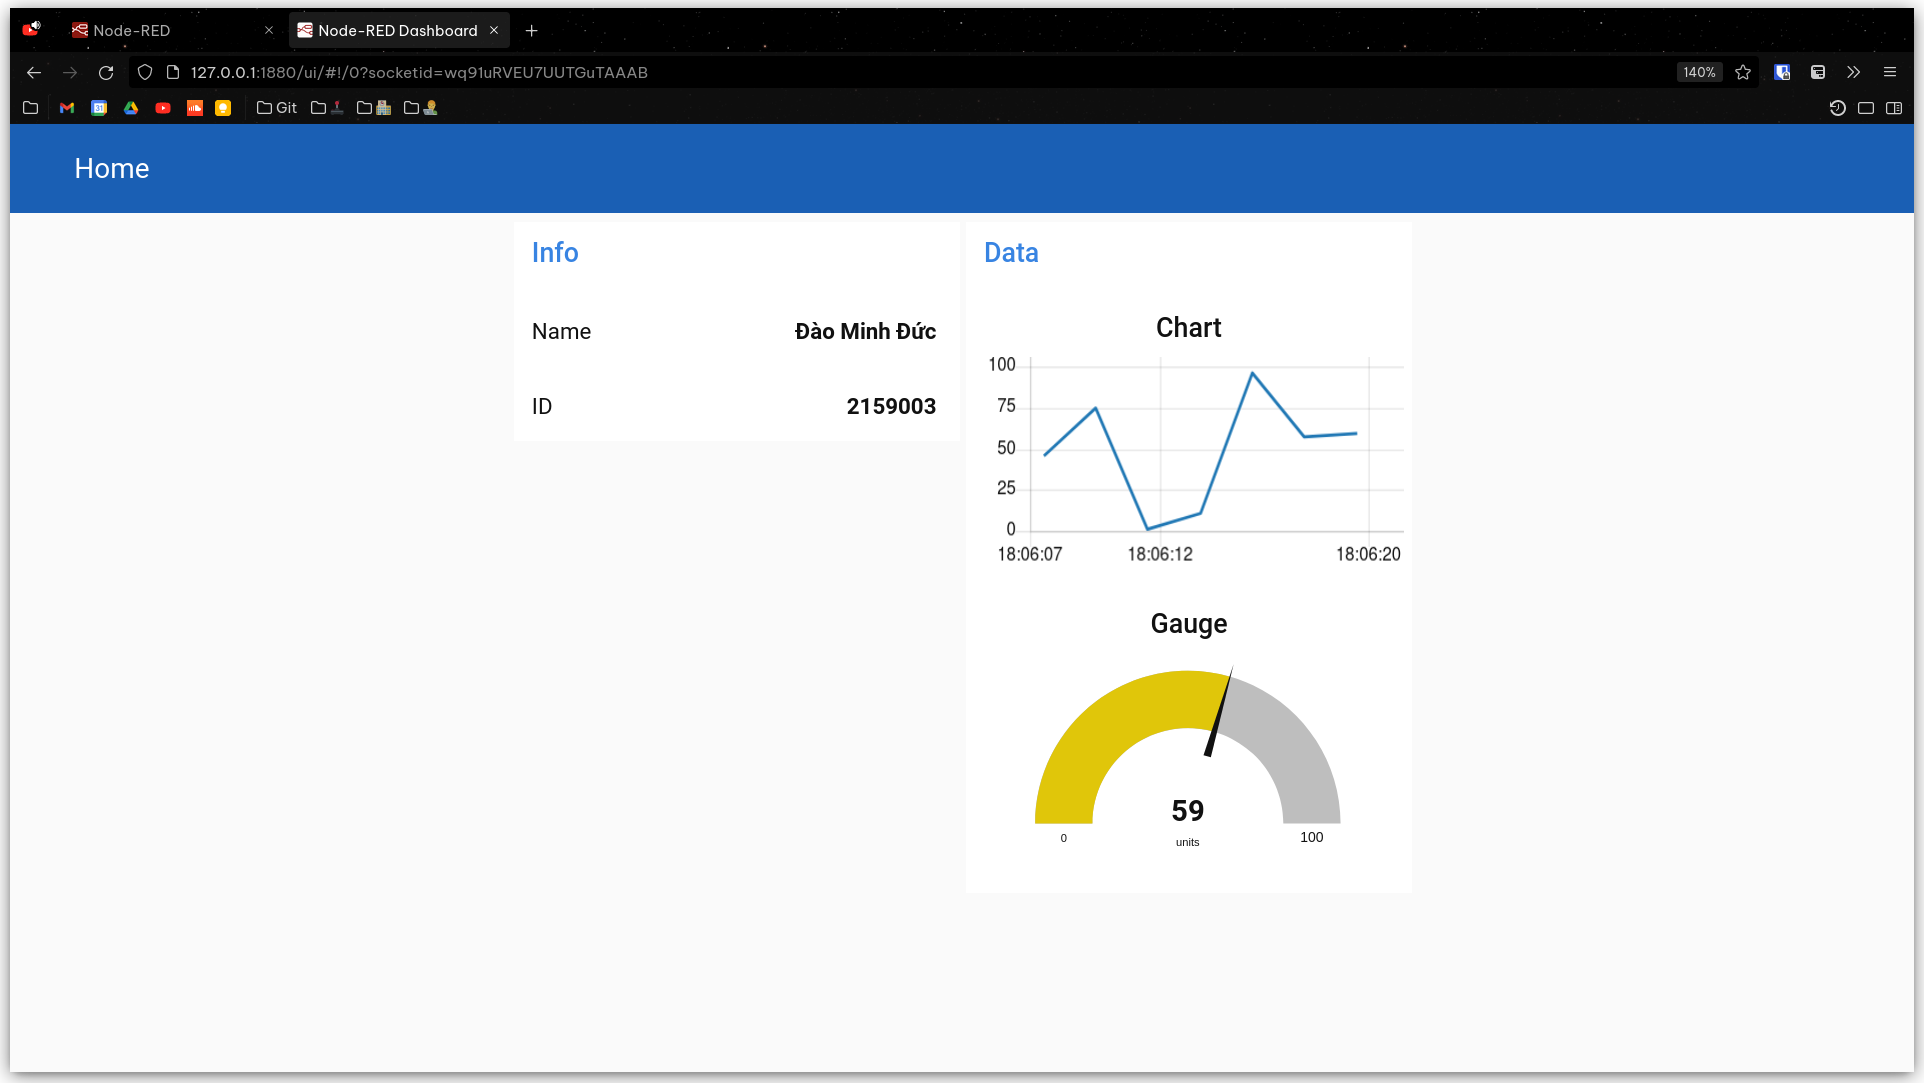 Node-RED
Node-RED Dashboard
127.0.0.1:1880/ui/#!/0?socketid=wq91uRVEU7UUTGuTAAAB
140%
31
Git
Home
Info
Name Đào Minh Đức
ID 2159003
Data
Chart
100
75
50
25
0
18:06:07 18:06:12 18:06:20
Gauge
59
units
0
100